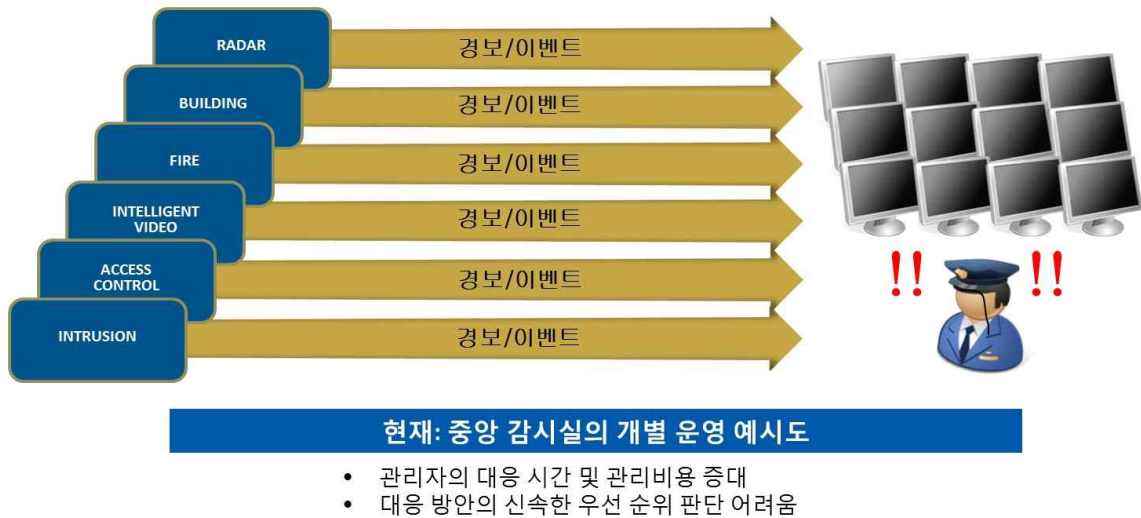 RADAR
경보/이벤트
BUILDING
경보/이벤트
FIRE
경보/이벤트
INTELLIGENT
VIDEO
경보/이벤트
ACCESS
CONTROL
경보/이벤트
INTRUSION
경보/이벤트
!! !!
현재: 중앙 감시실의 개별 운영 예시도
• 관리자의 대응 시간 및 관리비용 증대
• 대응 방안의 신속한 우선 순위 판단 어려움